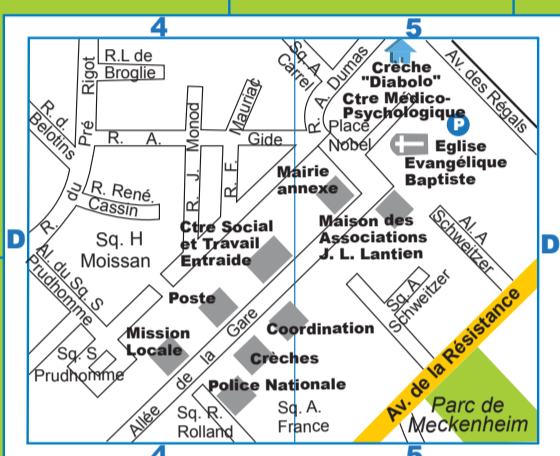 4
5
R.L de
Broglie
Sq. A.
Carrel
R. A. Dumas
Crèche
"Diabolo"
Ctre Médico-
Psychologique
Av. des Régals
Pré Rigot
R. d.
Belotins
Monod
R. J.
Mauriac
R. F.
R. A. Gide
Place
Nobel
P
Eglise
Evangélique
Baptiste
Mairie
annexe
R. du
R. René.
Cassin
Maison des
Associations
J. L. Lantien
Al. A
Schweitzer
D
D
Sq. H
Moissan
Ctre Social
et Travail
Entraide
Al. du Sq. S
Prudhomme
Sq. A.
Schweitzer
Poste
Mission
Locale
Coordination
Crèches
Sq. S.
Prudhomme
Police Nationale
Allée de la Gare
Sq. R.
Rolland
Sq. A.
France
Av. de la Résistance
Parc de
Meckenheim
4
5